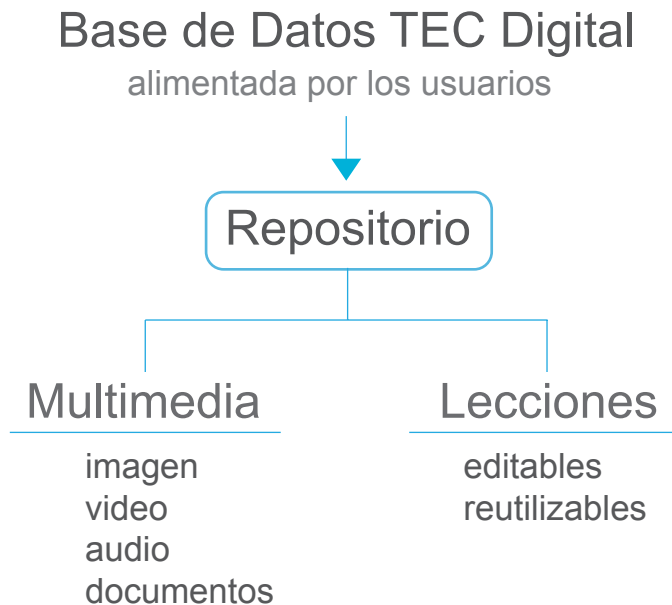 Base de Datos TEC Digital
alimentada por los usuarios
Repositorio
Multimedia
imagen
video
audio
documentos
Lecciones
editables
reutilizables